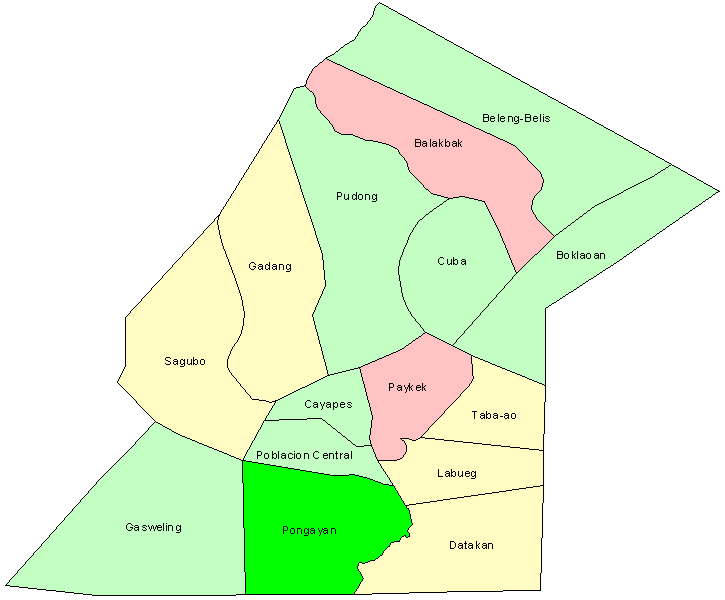 Beleng-Belis
Balakbak
Pudong
Boklaoan
Cuba
Gadang
Sagubo
Paykek
Cayapes
Taba-ao
Poblacion Central
Labueg
Gasweling
Pongayan
Datakan